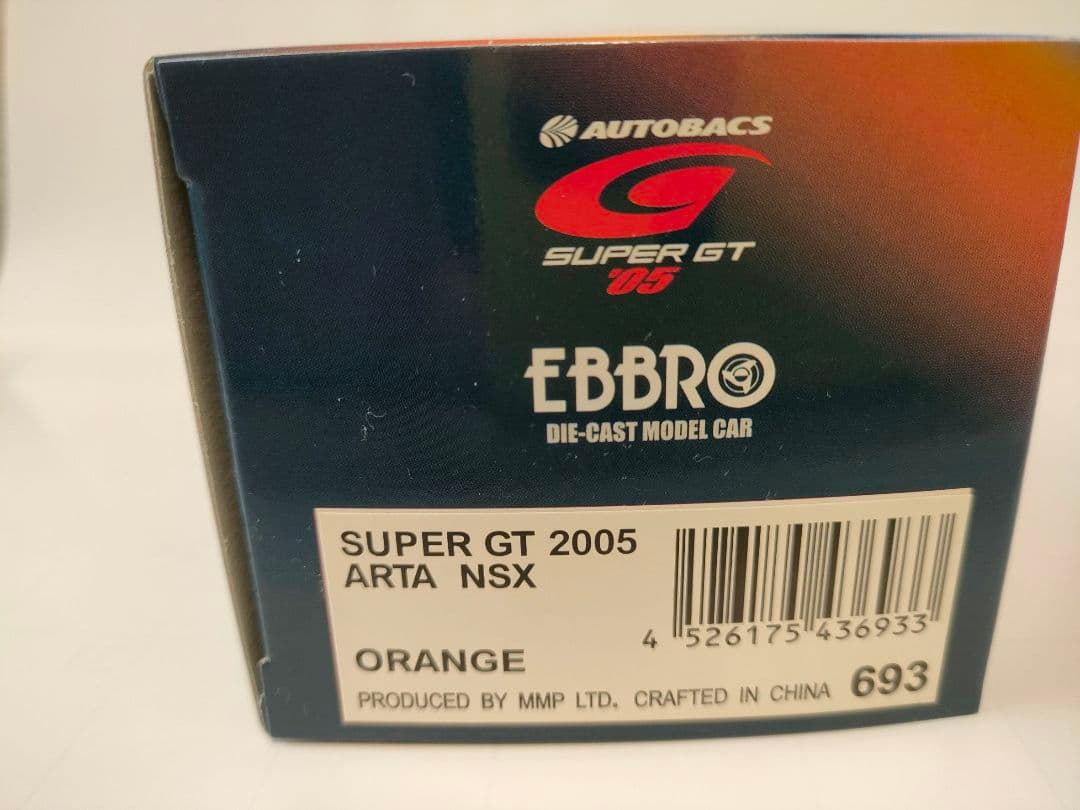 AUTOBACS
SUPER GT
'05
EBBRO
DIE-CAST MODEL CAR
SUPER GT 2005
ARTA NSX
4 526175 436933
ORANGE
693
PRODUCED BY MMP LTD. CRAFTED IN CHINA